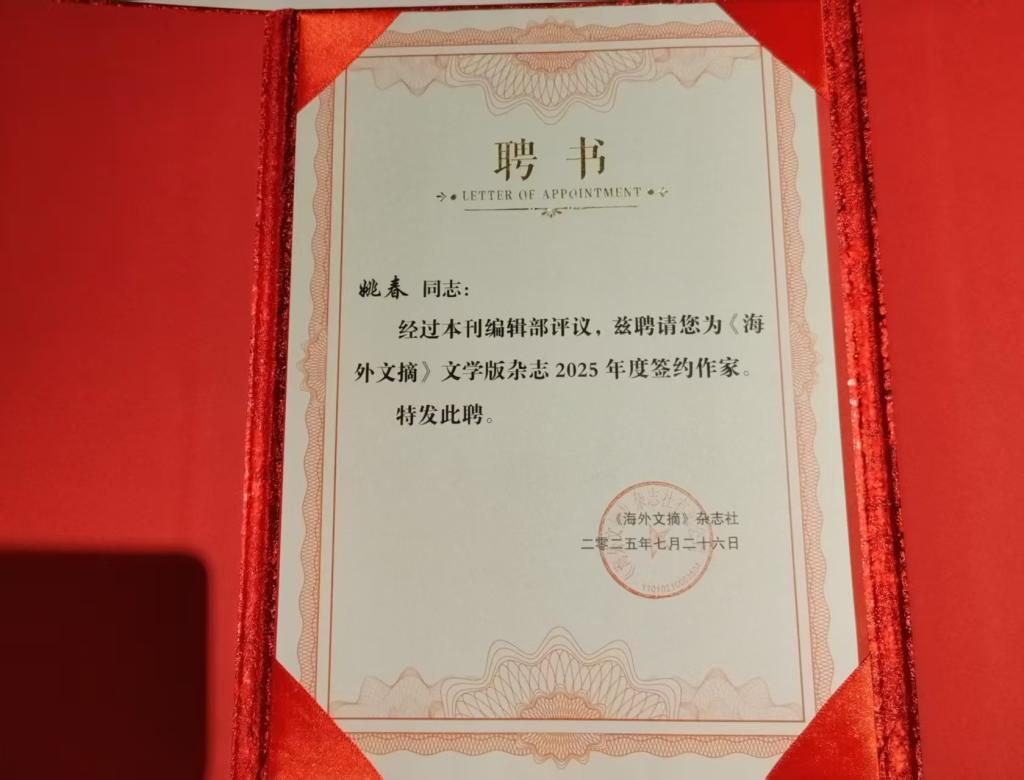 聘书
LETTER OF APPOINTMENT
姚春 同志：
经过本刊编辑部评议，兹聘请您为《海
外文摘》文学版杂志 2025 年度签约作家。
特发此聘。
《海外文摘》杂志社
二零二五年七月二十六日
杂志社